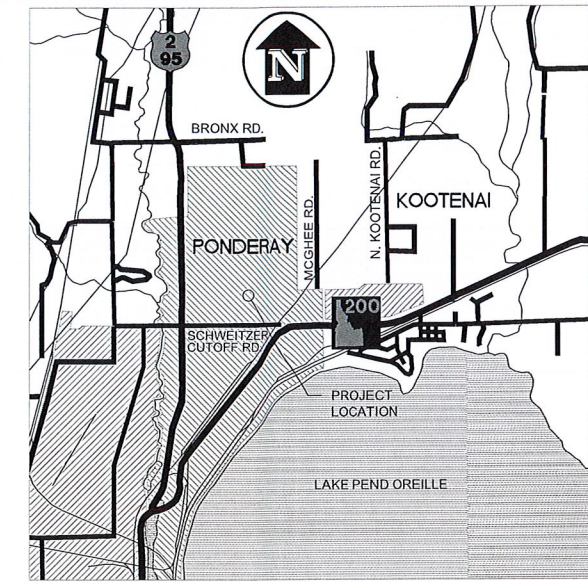 2
95
N
BRONX RD.
N. KOOTENAI RD.
KOOTENAI
MCGHEE RD.
PONDERAY
200
SCHWEITZER
CUTOFF RD
PROJECT
LOCATION
LAKE PEND OREILLE